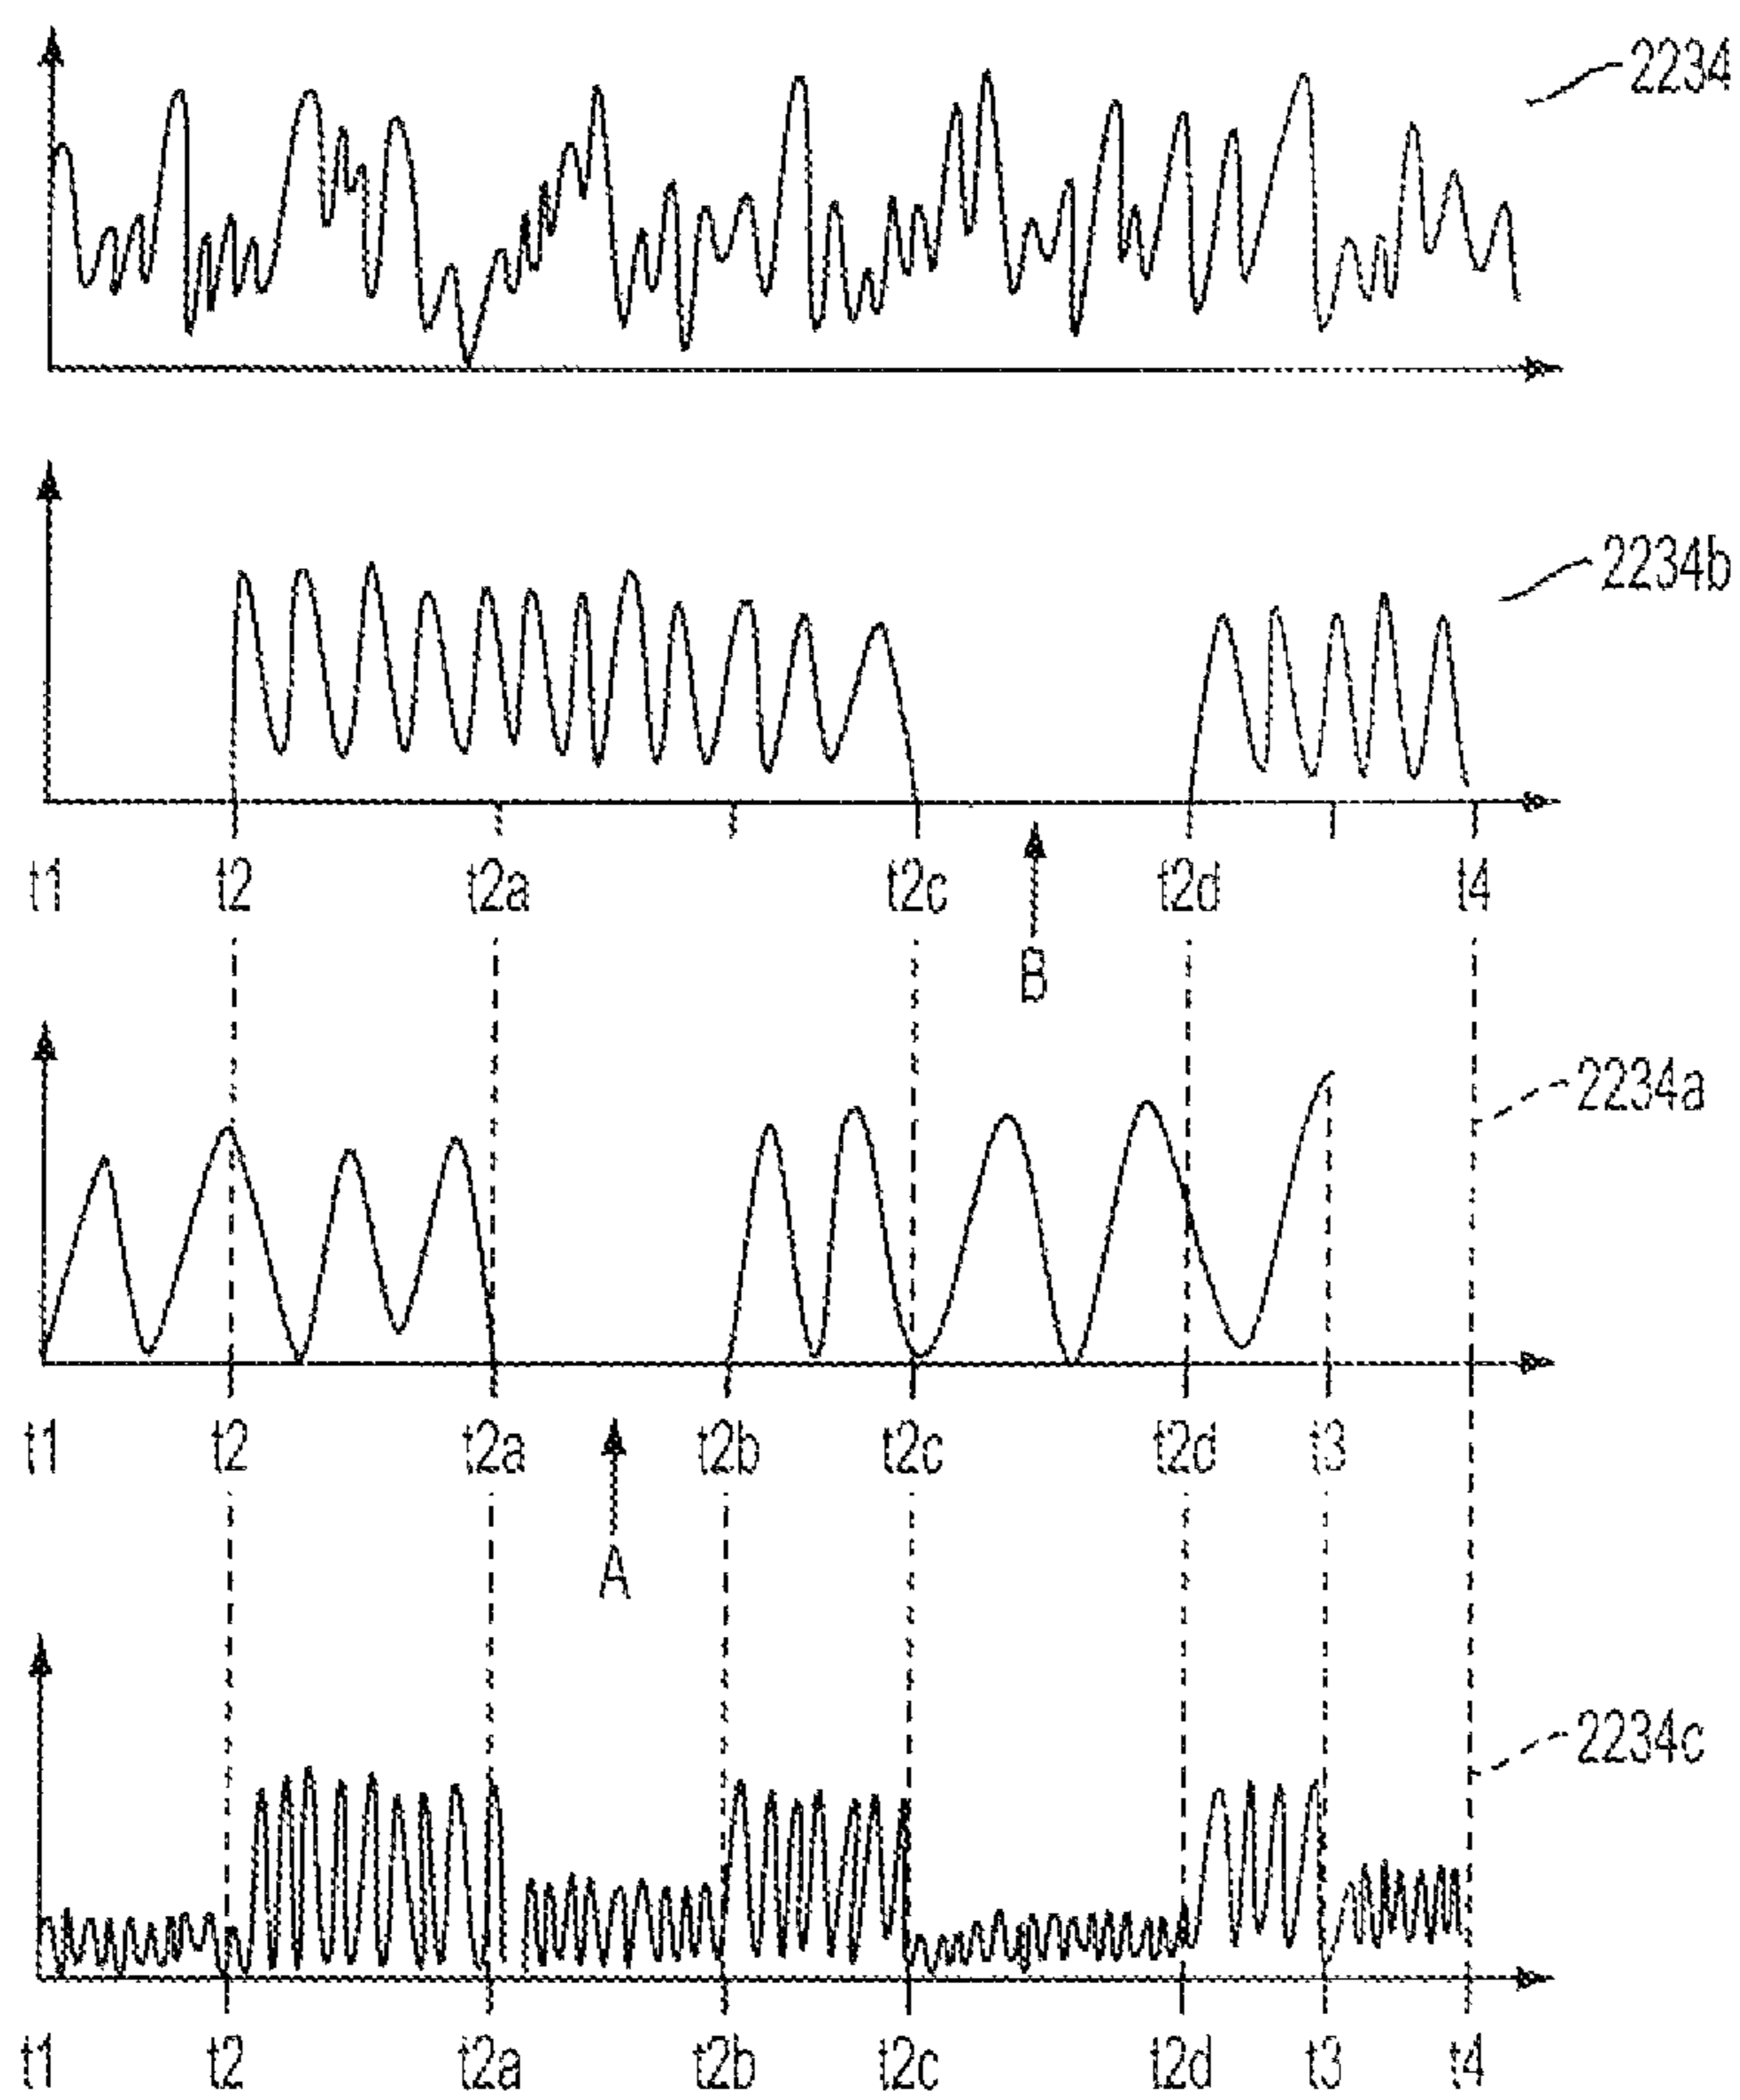 2234
2234b
t1 t2 t2a t2c t2d t4
B
2234a
t1 t2 t2a t2b t2c t2d t3
A
2234c
t1 t2 t2a t2b t2c t2d t3 t4